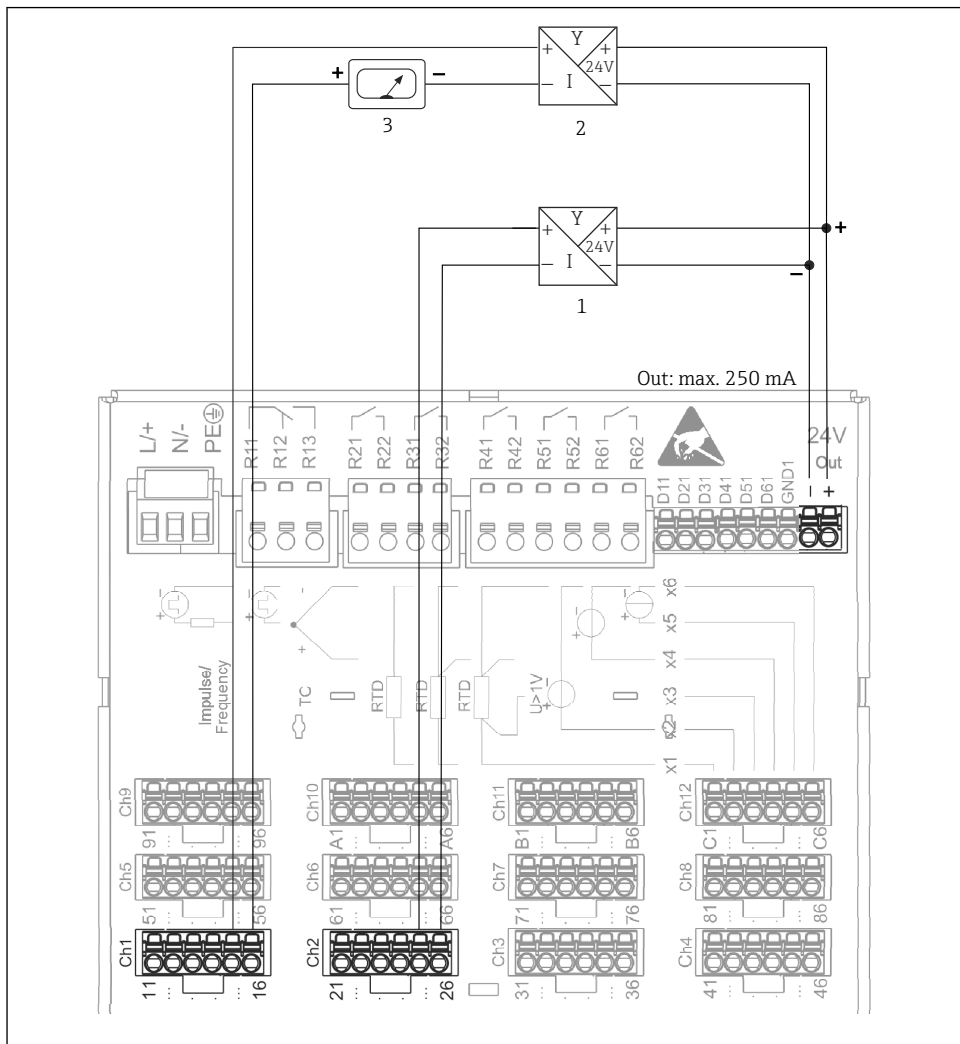 Y
+ +
24V
− I −
2
+ −
3
Y
+ +
24V
− I −
1
+
−
Out: max. 250 mA
L/+
N/-
PE
R11
R12
R13
R21
R22
R31
R32
R41
R42
R51
R52
R61
R62
D11
D21
D31
D41
D51
D61
GND1
24V
Out
− +
+ -
+ -
-
+
Impulse/
Frequency
TC
RTD
RTD
RTD
U>1V
+ -
+ -
+ -
x6
x5
x4
x3
x2
x1
Ch9
91 ... . . ... 96
Ch10
A1 ... . . ... A6
Ch11
B1 ... . . ... B6
Ch12
C1 ... . . ... C6
Ch5
51 ... . . ... 56
Ch6
61 ... . . ... 66
Ch7
71 ... . . ... 76
Ch8
81 ... . . ... 86
Ch1
11 ... . . ... 16
Ch2
21 ... . . ... 26
Ch3
31 ... . . ... 36
Ch4
41 ... . . ... 46